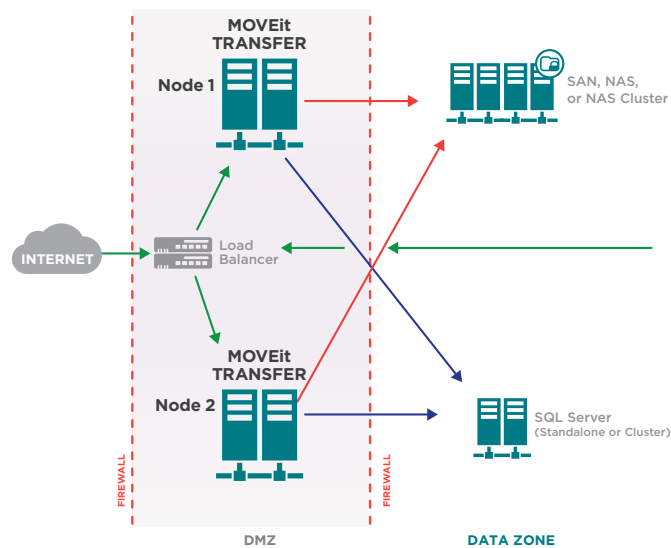 MOVEit
TRANSFER
Node 1
SAN, NAS,
or NAS Cluster
INTERNET
Load
Balancer
MOVEit
TRANSFER
Node 2
SQL Server
(Standalone or Cluster)
FIREWALL
FIREWALL
DMZ
DATA ZONE